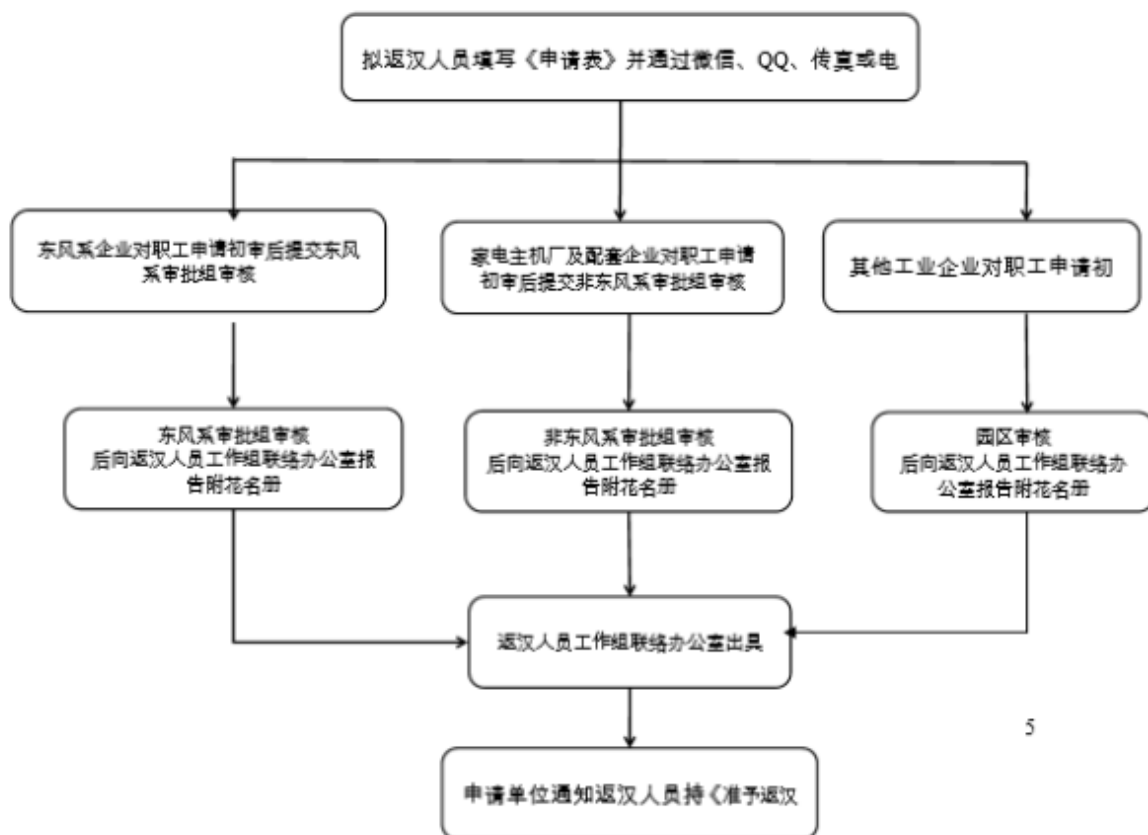 拟返汉人员填写《申请表》并通过微信、QQ、传真或电
东风系企业对职工申请初审后提交东风
系审批组审核
家电主机厂及配套企业对职工申请
初审后提交非东风系审批组审核
其他工业企业对职工申请初
东风系审批组审核
后向返汉人员工作组联络办公室报
告附花名册
非东风系审批组审核
后向返汉人员工作组联络办公室报
告附花名册
园区审核
后向返汉人员工作组联络办
公室报告附花名册
返汉人员工作组联络办公室出具
5
申请单位通知返汉人员持《准予返汉